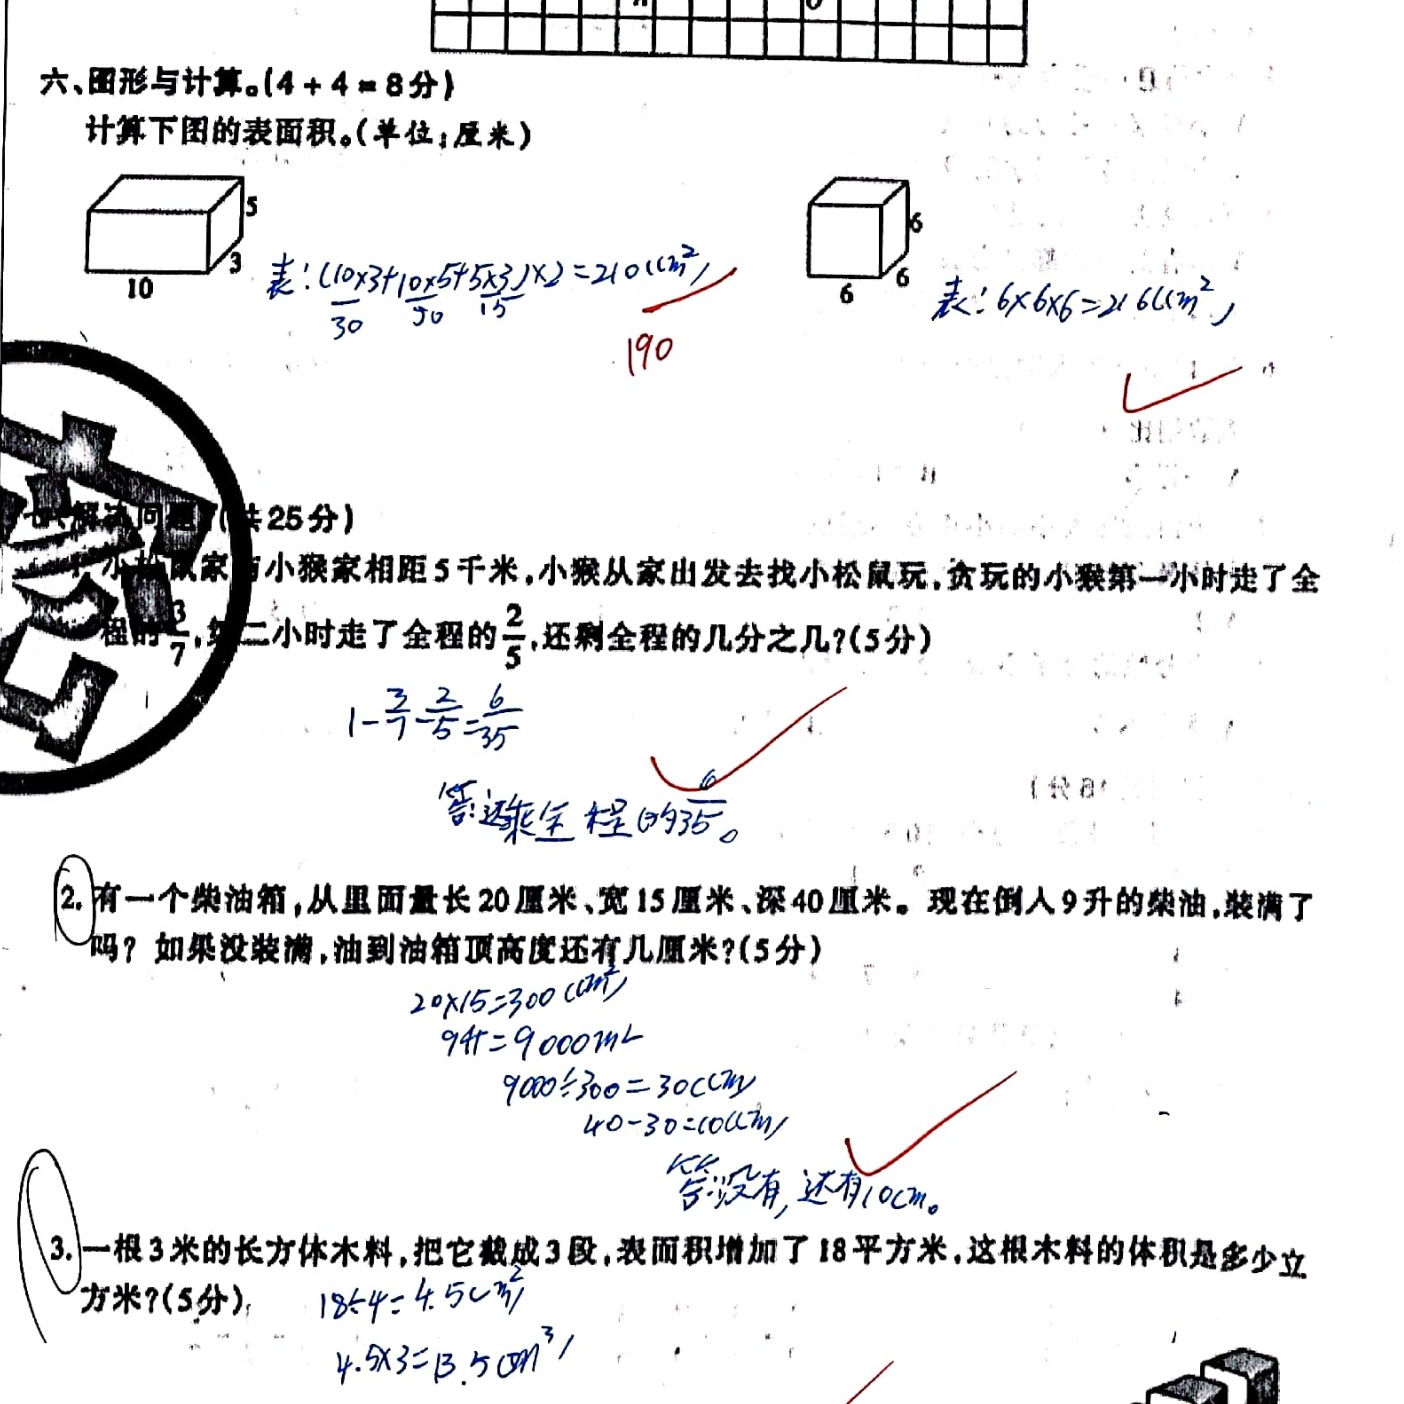 六、图形与计算。(4+4=8分)
计算下图的表面积。(单位:厘米)
5
3
10
表:(10×3+10×5+5×3)×2=210(cm²)
30 50 15
190
6
6
6
表:6×6×6=216(cm²)
解决问题(共25分)
家与小猴家相距5千米,小猴从家出发去找小松鼠玩,贪玩的小猴第一小时走了全
程的3/7,第二小时走了全程的2/5,还剩全程的几分之几?(5分)
1-3/7-2/5=6/35
答:还乘全程的6/35。
2. 有一个柴油箱,从里面量长20厘米、宽15厘米、深40厘米。现在倒入9升的柴油,装满了
吗?如果没装满,油到油箱顶高度还有几厘米?(5分)
20×15=300(cm²)
9升=9000mL
9000÷300=30(cm)
40-30=10(cm)
答:没有,还有10cm。
3. 一根3米的长方体木料,把它截成3段,表面积增加了18平方米,这根木料的体积是多少立
方米?(5分)
18÷4=4.5(m²)
4.5×3=13.5(m³)